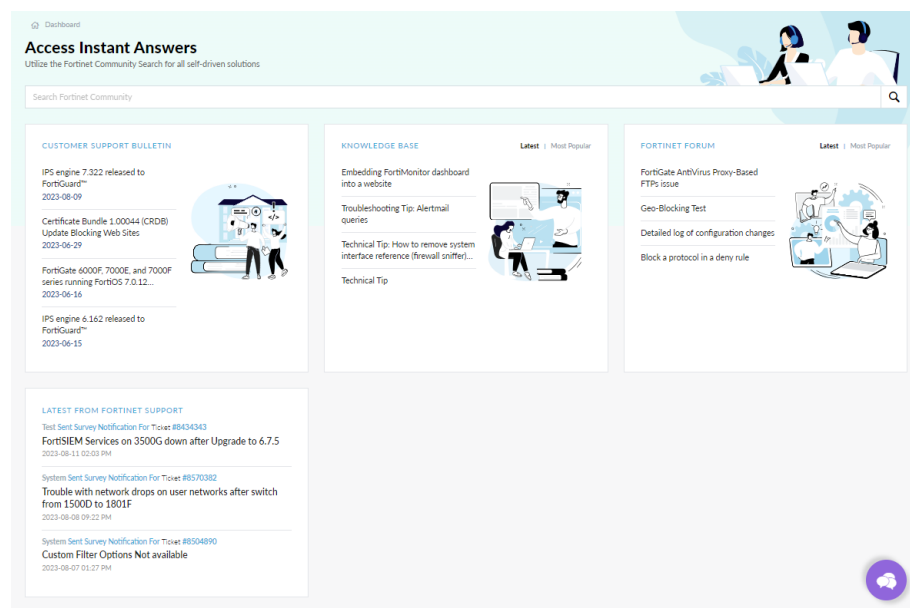 Dashboard
Access Instant Answers
Utilize the Fortinet Community Search for all self-driven solutions
Search Fortinet Community
CUSTOMER SUPPORT BULLETIN
IPS engine 7.322 released to
FortiGuard™
2023-08-09
Certificate Bundle 1.00044 (CRDB)
Update Blocking Web Sites
2023-06-29
FortiGate 6000F, 7000E, and 7000F
series running FortiOS 7.0.12...
2023-06-16
IPS engine 6.162 released to
FortiGuard™
2023-06-15
KNOWLEDGE BASE Latest | Most Popular
Embedding FortiMonitor dashboard
into a website
Troubleshooting Tip: Alertmail
queries
Technical Tip: How to remove system
interface reference (firewall sniffer)...
Technical Tip
FORTINET FORUM Latest | Most Popular
FortiGate AntiVirus Proxy-Based
FTPs issue
Geo-Blocking Test
Detailed log of configuration changes
Block a protocol in a deny rule
LATEST FROM FORTINET SUPPORT
Test Sent Survey Notification For Ticket #8434343
FortiSIEM Services on 3500G down after Upgrade to 6.7.5
2023-08-11 02:03 PM
System Sent Survey Notification For Ticket #8570382
Trouble with network drops on user networks after switch
from 1500D to 1801F
2023-08-08 09:22 PM
System Sent Survey Notification For Ticket #8504890
Custom Filter Options Not available
2023-08-07 01:27 PM